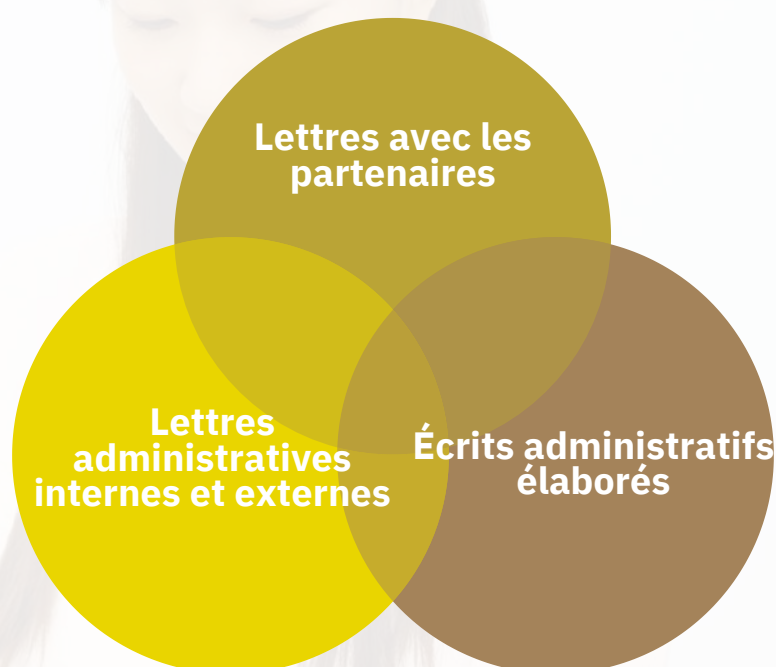 Lettres avec les
partenaires
Lettres
administratives
internes et externes
Écrits administratifs
élaborés